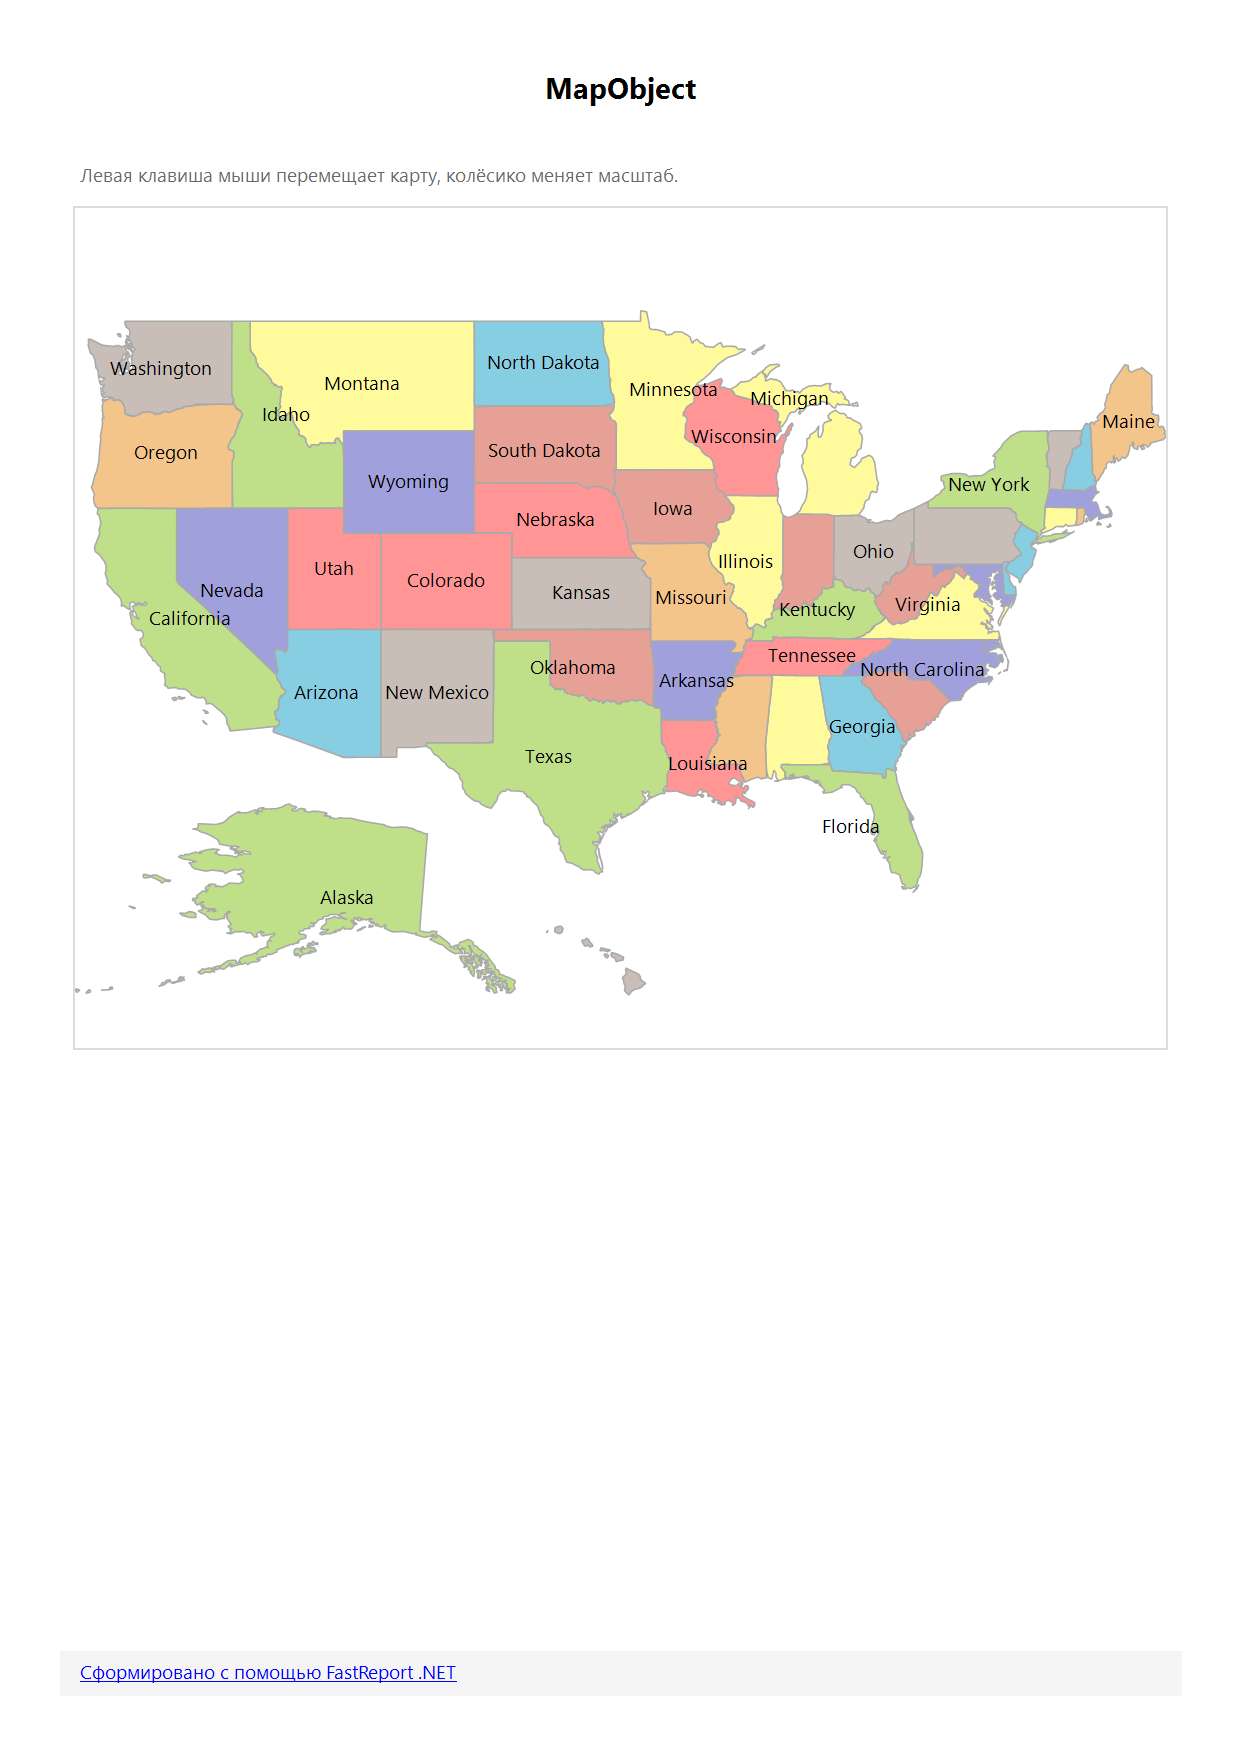 MapObject
Левая клавиша мыши перемещает карту, колёсико меняет масштаб.
Washington
Montana
North Dakota
Minnesota
Michigan
Idaho
Maine
Oregon
South Dakota
Wisconsin
Wyoming
New York
Nebraska
Iowa
Ohio
Utah
Colorado
Illinois
Nevada
Kansas
Missouri
Kentucky
Virginia
California
Tennessee
Oklahoma
North Carolina
Arizona
New Mexico
Arkansas
Georgia
Texas
Louisiana
Florida
Alaska
Сформировано с помощью FastReport .NET